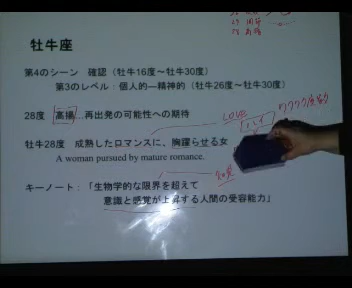 牡牛座
第4のシーン 確認（牡牛16度～牡牛30度）
第3のレベル：個人的―精神的（牡牛26度～牡牛30度）
28度 高揚…再出発の可能性への期待
牡牛28度 成熟したロマンスに、胸躍らせる女
A woman pursued by mature romance.
キーノート：「生物学的な限界を超えて
意識と感覚が上昇する人間の受容能力」
LOVE
ハイ